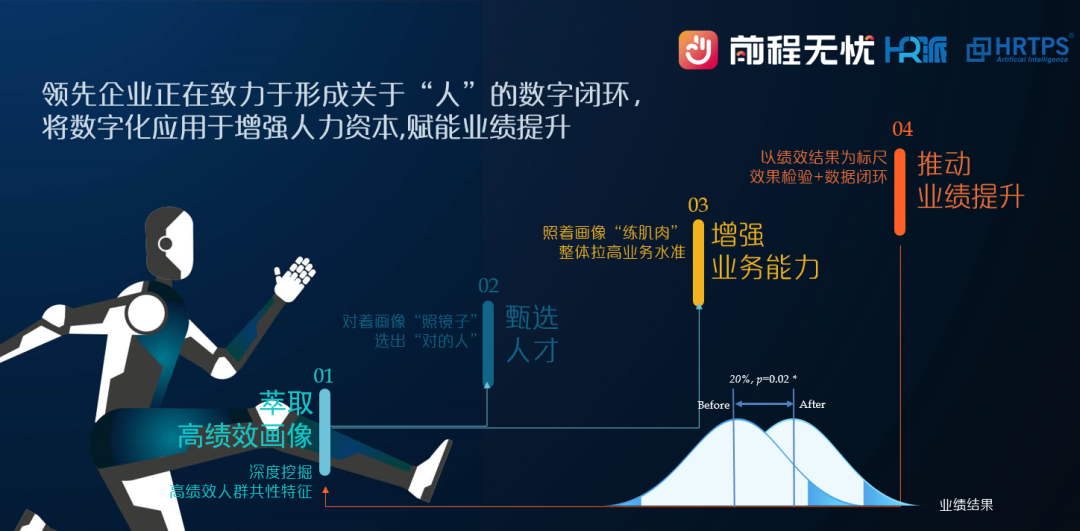 前程无忧 HR派 HRTPS®
Artificial Intelligence
领先企业正在致力于形成关于“人”的数字闭环，
将数字化应用于增强人力资本,赋能业绩提升
01
萃取
高绩效画像
深度挖掘
高绩效人群共性特征
02
对着画像“照镜子”
选出“对的人”
甄选
人才
03
照着画像“练肌肉”
整体拉高业务水准
增强
业务能力
04
以绩效结果为标尺
效果检验+数据闭环
推动
业绩提升
20%, p=0.02 *
Before
After
业绩结果